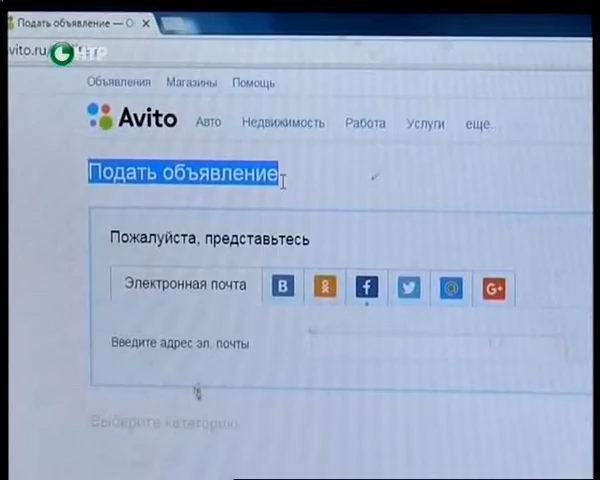 Подать объявление — О
vito.ru/
НТР
Объявления Магазины Помощь
Avito Авто Недвижимость Работа Услуги еще...
Подать объявление
Пожалуйста, представьтесь
Электронная почта B f @ G+
Введите адрес эл. почты
Выберите категорию